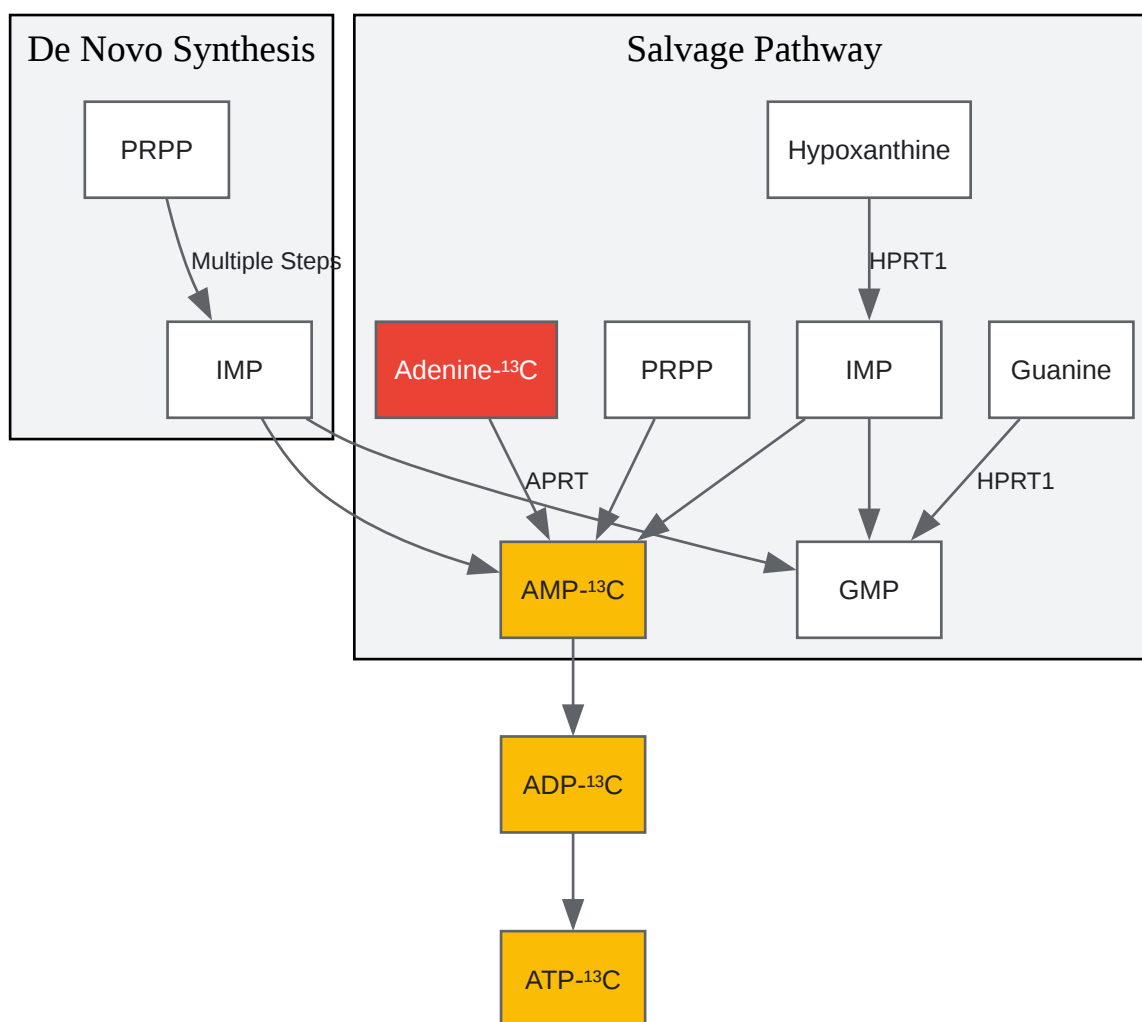 De Novo Synthesis
Salvage Pathway
PRPP
Hypoxanthine
Multiple Steps
HPRT1
IMP
Adenine-¹³C
PRPP
IMP
Guanine
APRT
HPRT1
AMP-¹³C
GMP
ADP-¹³C
ATP-¹³C